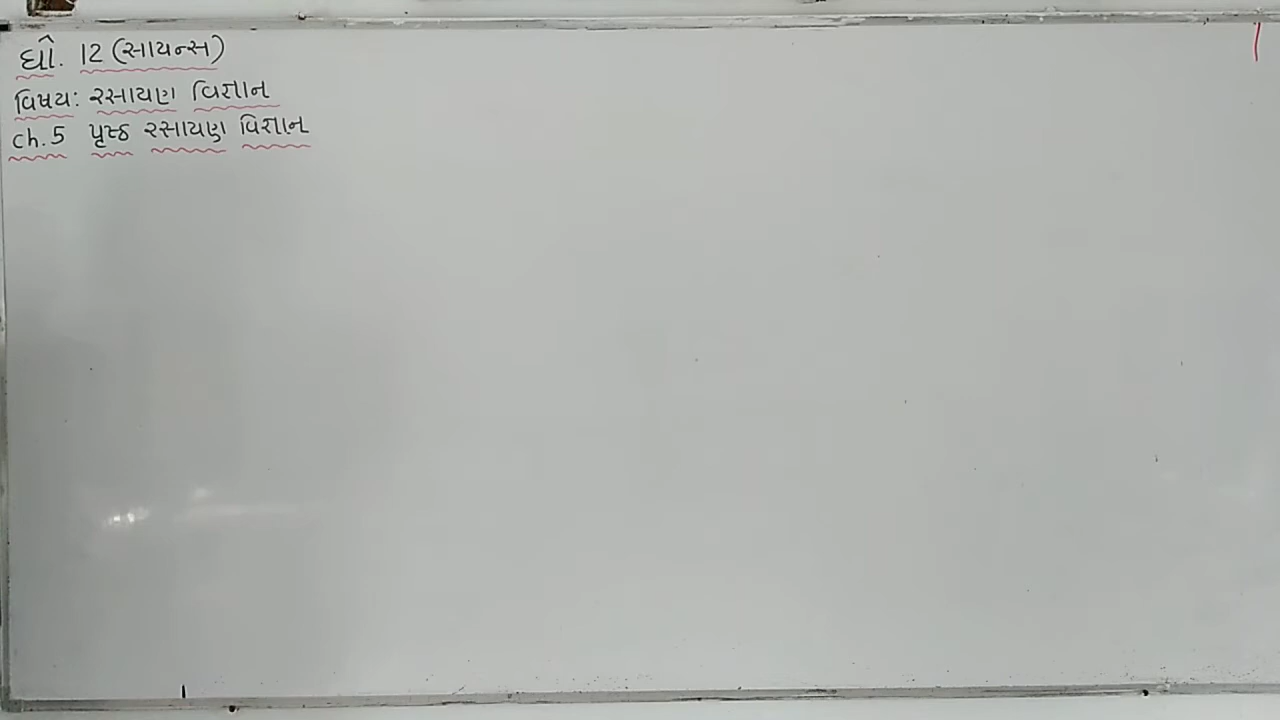 ધો. 12 (સાયન્સ)
વિષય: રસાયણ વિજ્ઞાન
ch.5 પૃષ્ઠ રસાયણ વિજ્ઞાન